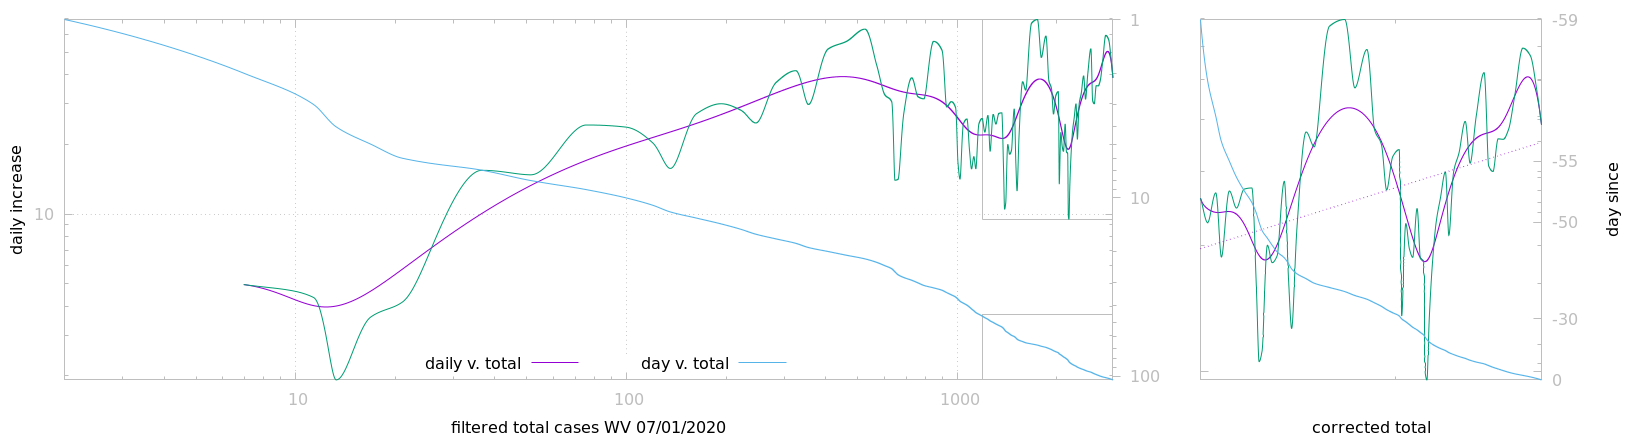 daily increase
10
10
100
1000
filtered total cases WV 07/01/2020
daily v. total
day v. total
1
10
100
corrected total
-59
-55
-50
-30
0
day since